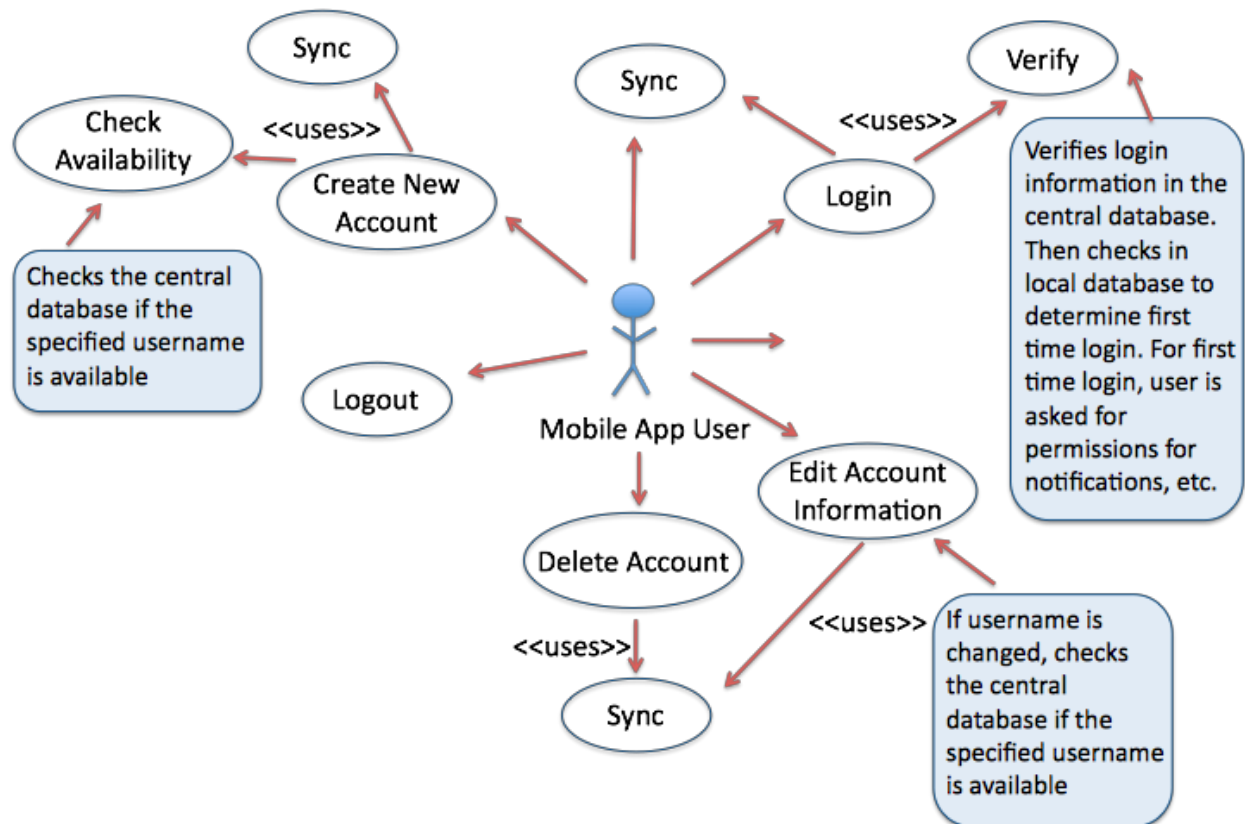 Sync
Check
Availability
<<uses>>
Create New
Account
Checks the central
database if the
specified username
is available
Sync
<<uses>>
Login
Verify
Verifies login
information in the
central database.
Then checks in
local database to
determine first
time login. For first
time login, user is
asked for
permissions for
notifications, etc.
Logout
Mobile App User
Edit Account
Information
Delete Account
<<uses>>
<<uses>>
Sync
If username is
changed, checks
the central
database if the
specified username
is available